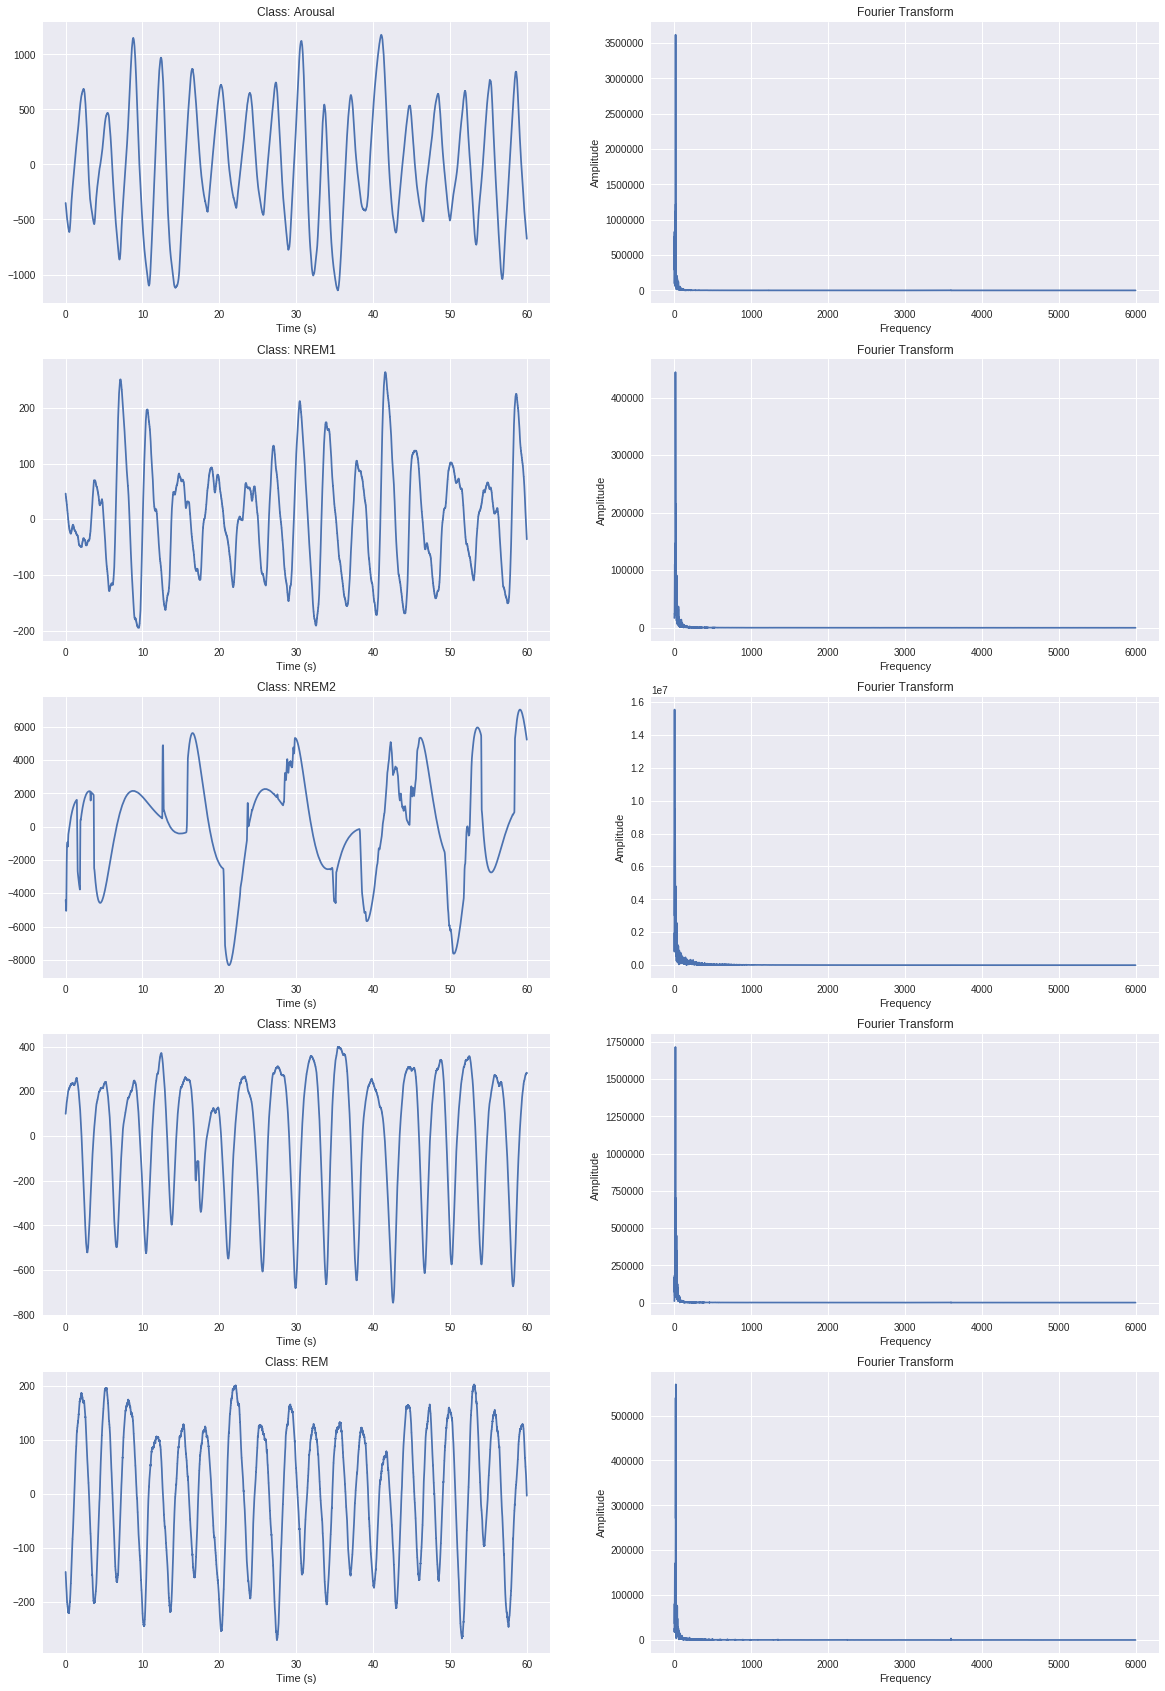 Class: Arousal
1000
500
0
−500
−1000
0 10 20 30 40 50 60
Time (s)
Fourier Transform
Amplitude
3500000
3000000
2500000
2000000
1500000
1000000
500000
0
0 1000 2000 3000 4000 5000 6000
Frequency
Class: NREM1
200
100
0
−100
−200
0 10 20 30 40 50 60
Time (s)
Fourier Transform
Amplitude
400000
300000
200000
100000
0
0 1000 2000 3000 4000 5000 6000
Frequency
Class: NREM2
6000
4000
2000
0
−2000
−4000
−6000
−8000
0 10 20 30 40 50 60
Time (s)
Fourier Transform
1e7
Amplitude
1.6
1.4
1.2
1.0
0.8
0.6
0.4
0.2
0.0
0 1000 2000 3000 4000 5000 6000
Frequency
Class: NREM3
400
200
0
−200
−400
−600
−800
0 10 20 30 40 50 60
Time (s)
Fourier Transform
Amplitude
1750000
1500000
1250000
1000000
750000
500000
250000
0
0 1000 2000 3000 4000 5000 6000
Frequency
Class: REM
200
100
0
−100
−200
0 10 20 30 40 50 60
Time (s)
Fourier Transform
Amplitude
500000
400000
300000
200000
100000
0
0 1000 2000 3000 4000 5000 6000
Frequency